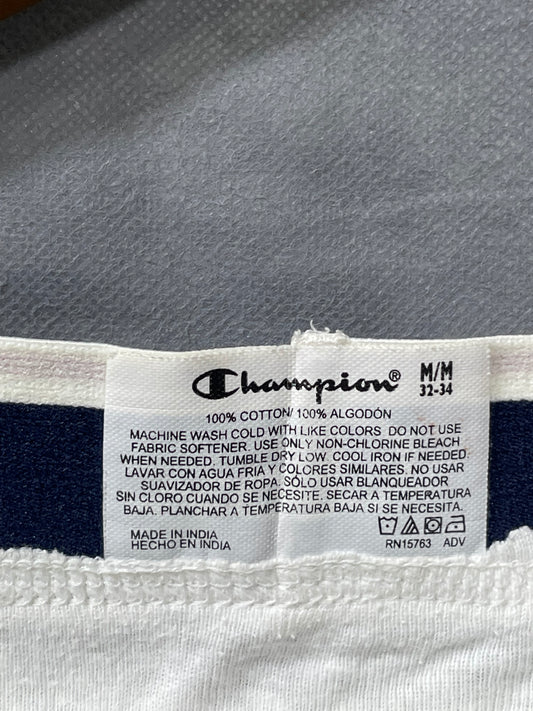 Champion® M/M
32-34
100% COTTON/ 100% ALGODÓN
MACHINE WASH COLD WITH LIKE COLORS DO NOT USE
FABRIC SOFTENER. USE ONLY NON-CHLORINE BLEACH
WHEN NEEDED. TUMBLE DRY LOW. COOL IRON IF NEEDED.
LAVAR CON AGUA FRIA Y COLORES SIMILARES. NO USAR
SUAVIZADOR DE ROPA. SÓLO USAR BLANQUEADOR
SIN CLORO CUANDO SE NECESITE. SECAR A TEMPERATURA
BAJA. PLANCHAR A TEMPERATURA BAJA SI SE NECESITA.
MADE IN INDIA
HECHO EN INDIA
RN15763 ADV